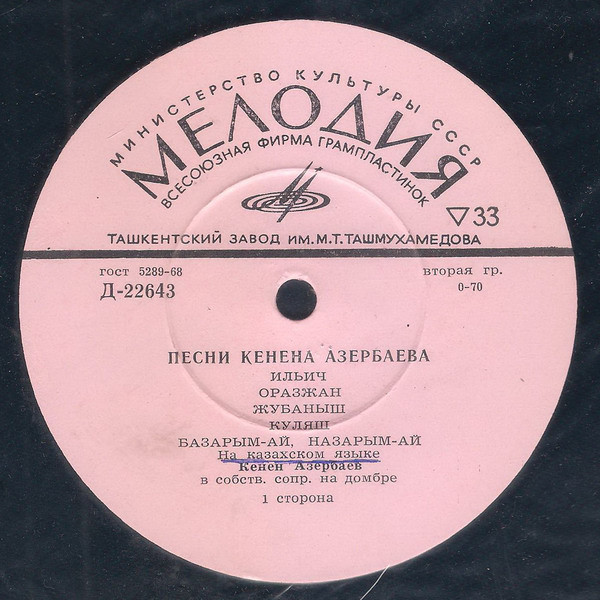 МИНИСТЕРСТВО КУЛЬТУРЫ СССР
МЕЛОДИЯ
ВСЕСОЮЗНАЯ ФИРМА ГРАМПЛАСТИНОК
33
ТАШКЕНТСКИЙ ЗАВОД ИМ. М.Т. ТАШМУХАМЕДОВА
гост 5289-68
вторая гр.
Д-22643
0-70
ПЕСНИ КЕНЕНА АЗЕРБАЕВА
ИЛЬИЧ
ОРАЗЖАН
ЖУБАНЫШ
КУЛЯШ
БАЗАРЫМ-АЙ, НАЗАРЫМ-АЙ
На казахском языке
Кенен Азербаев
в собств. сопр. на домбре
1 сторона